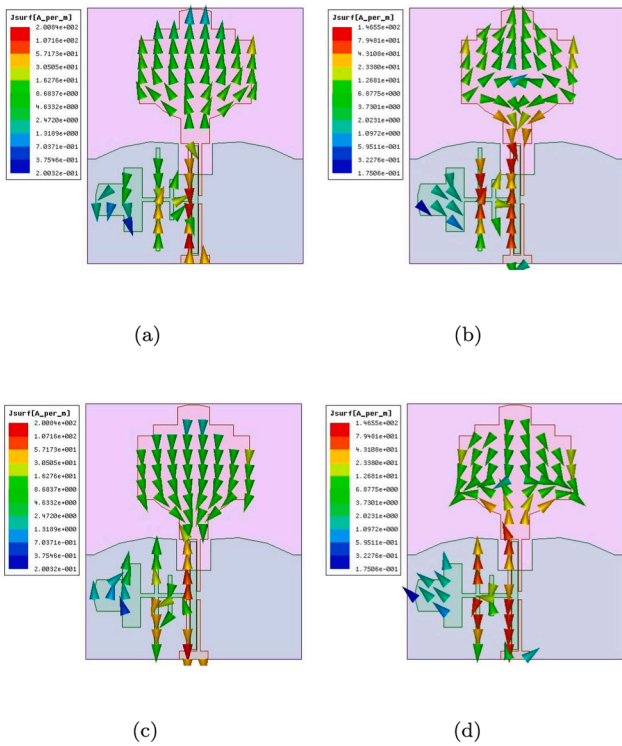 Jsurf[A_per_m]
2.0084e+002
1.0716e+002
5.7173e+001
3.0505e+001
1.6276e+001
8.6837e+000
4.6332e+000
2.4720e+000
1.3189e+000
7.0371e-001
3.7546e-001
2.0032e-001
(a)
Jsurf[A_per_m]
1.4655e+002
7.9481e+001
4.3108e+001
2.3380e+001
1.2681e+001
6.8775e+000
3.7301e+000
2.0231e+000
1.0972e+000
5.9511e-001
3.2276e-001
1.7506e-001
(b)
Jsurf[A_per_m]
2.0084e+002
1.0716e+002
5.7173e+001
3.0505e+001
1.6276e+001
8.6837e+000
4.6332e+000
2.4720e+000
1.3189e+000
7.0371e-001
3.7546e-001
2.0032e-001
(c)
Jsurf[A_per_m]
1.4655e+002
7.9481e+001
4.3108e+001
2.3380e+001
1.2681e+001
6.8775e+000
3.7301e+000
2.0231e+000
1.0972e+000
5.9511e-001
3.2276e-001
1.7506e-001
(d)